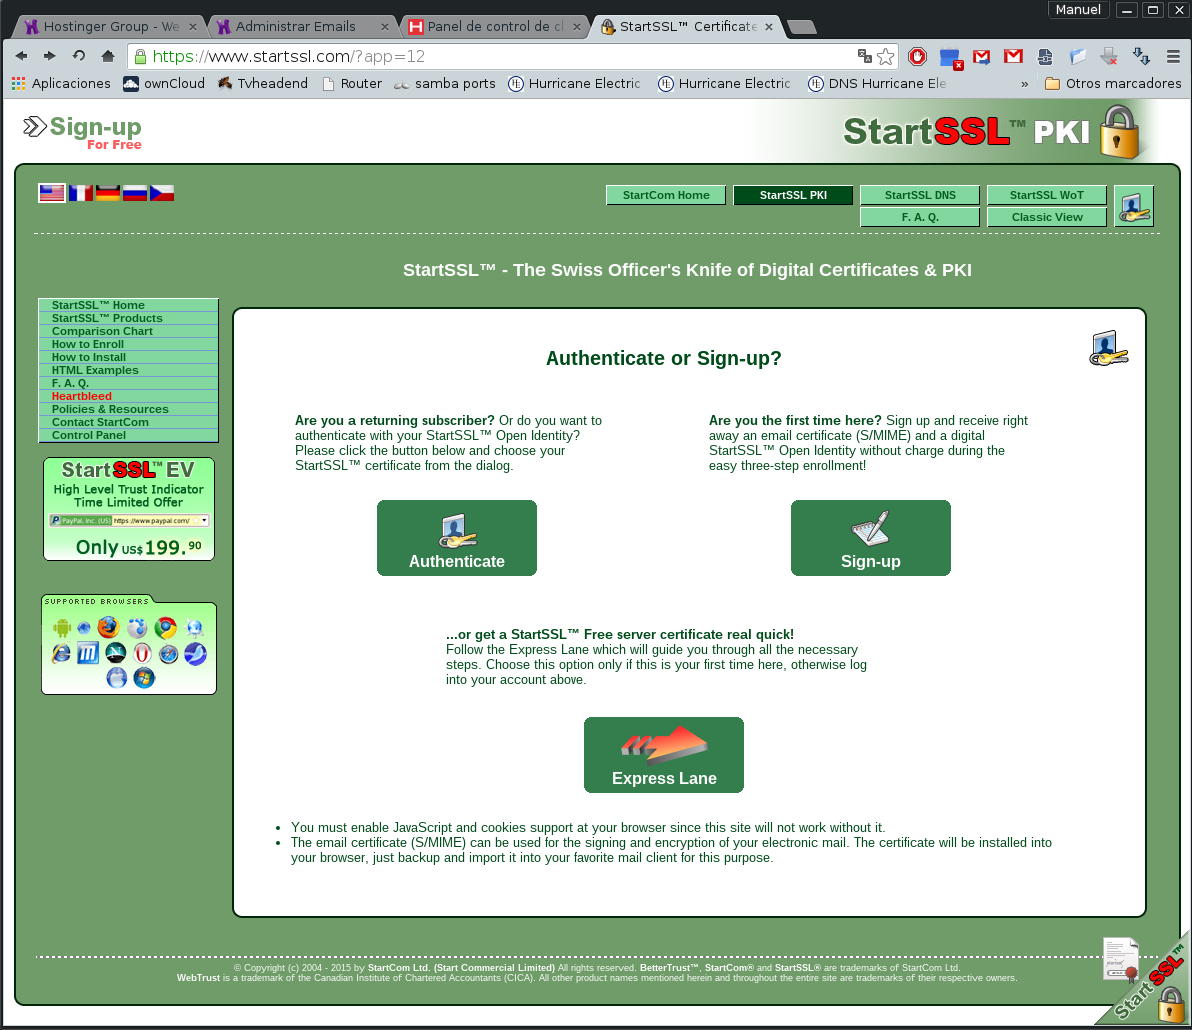 Manuel
Hostinger Group - We
Administrar Emails
Panel de control de cl
StartSSL™ Certificate
https://www.startssl.com/?app=12
Aplicaciones
ownCloud
Tvheadend
Router
samba ports
Hurricane Electric
Hurricane Electric
DNS Hurricane Ele
»
Otros marcadores
Sign-up
For Free
StartSSL™ PKI
StartCom Home
StartSSL PKI
StartSSL DNS
StartSSL WoT
F. A. Q.
Classic View
StartSSL™ - The Swiss Officer's Knife of Digital Certificates & PKI
StartSSL™ Home
StartSSL™ Products
Comparison Chart
How to Enroll
How to Install
HTML Examples
F. A. Q.
Heartbleed
Policies & Resources
Contact StartCom
Control Panel
StartSSL™ EV
High Level Trust Indicator
Time Limited Offer
PayPal, Inc. (US) https://www.paypal.com/
Only US$ 199.90
SUPPORTED BROWSERS
Authenticate or Sign-up?
Are you a returning subscriber? Or do you want to
authenticate with your StartSSL™ Open Identity?
Please click the button below and choose your
StartSSL™ certificate from the dialog.
Authenticate
Are you the first time here? Sign up and receive right
away an email certificate (S/MIME) and a digital
StartSSL™ Open Identity without charge during the
easy three-step enrollment!
Sign-up
...or get a StartSSL™ Free server certificate real quick!
Follow the Express Lane which will guide you through all the necessary
steps. Choose this option only if this is your first time here, otherwise log
into your account above.
Express Lane
• You must enable JavaScript and cookies support at your browser since this site will not work without it.
• The email certificate (S/MIME) can be used for the signing and encryption of your electronic mail. The certificate will be installed into
your browser, just backup and import it into your favorite mail client for this purpose.
© Copyright (c) 2004 - 2015 by StartCom Ltd. (Start Commercial Limited) All rights reserved. BetterTrust™, StartCom® and StartSSL® are trademarks of StartCom Ltd.
WebTrust is a trademark of the Canadian Institute of Chartered Accountants (CICA). All other product names mentioned herein and throughout the entire site are trademarks of their respective owners.
StartSSL™